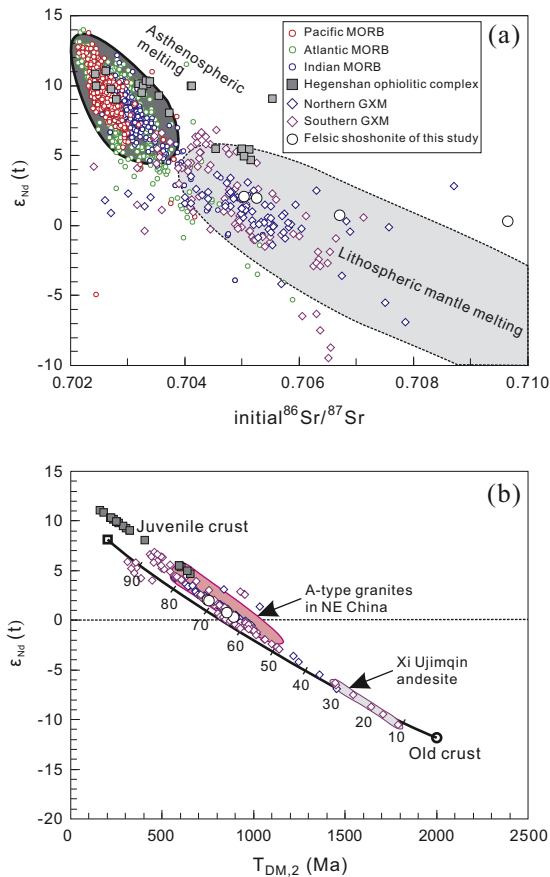 15
10
5
0
-5
-10
ε Nd (t)
(a)
Asthenospheric
melting
Pacific MORB
Atlantic MORB
Indian MORB
Hegenshan ophiolitic complex
Northern GXM
Southern GXM
Felsic shoshonite of this study
Lithospheric mantle melting
0.702
0.704
0.706
0.708
0.710
initial ⁸⁶Sr/⁸⁷Sr
15
10
5
0
-5
-10
-15
-20
ε Nd (t)
(b)
Juvenile crust
90
80
70
60
50
40
30
20
10
A-type granites
in NE China
Xi Ujimqin
andesite
Old crust
0
500
1000
1500
2000
2500
T DM,2 (Ma)